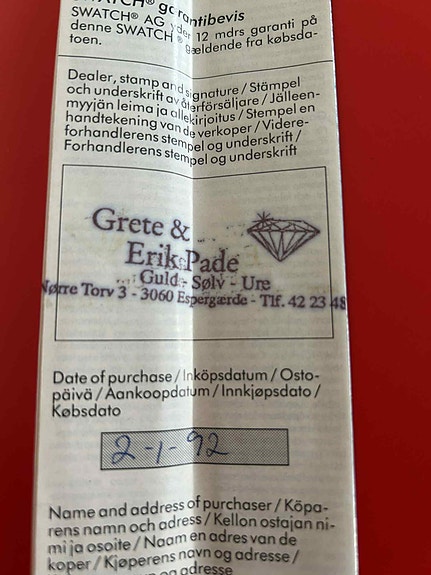 SWATCH® garantibevis
SWATCH® AG yder 12 mdrs garanti på
denne SWATCH® gældende fra købsda-
toen.
Dealer, stamp and signature / Stämpel
och underskrift av återförsäljare / Jälleen-
myyjän leima ja allekirjoitus / Stempel en
handtekening van de verkoper / Videre-
forhandlerens stempel og underskrift /
Forhandlerens stempel og underskrift
Grete &
Erik Pade
Guld - Sølv - Ure
Nørre Torv 3 - 3060 Espergærde - Tlf. 42 23 48
Date of purchase / Inköpsdatum / Osto-
päivä / Aankoopdatum / Innkjøpsdato /
Købsdato
2-1-92
Name and address of purchaser / Köpa-
rens namn och adress / Kellon ostajan ni-
mi ja osoite / Naam en adres van de
koper / Kjøperens navn og adresse /
og adresse